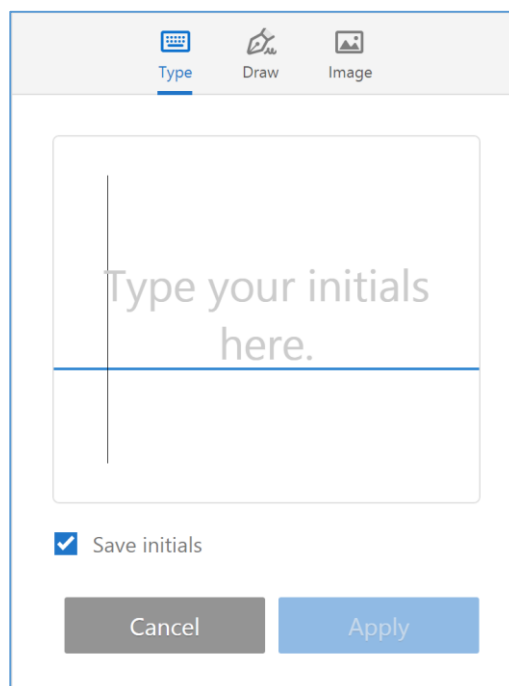 Type Draw Image
Type your initials
here.
Save initials
Cancel Apply